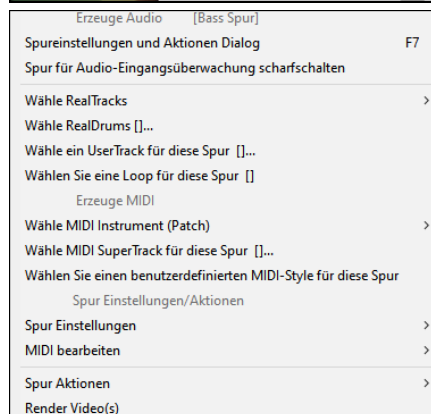 Erzeuge Audio [Bass Spur]
Spureinstellungen und Aktionen Dialog F7
Spur für Audio-Eingangsüberwachung scharfschalten
Wähle RealTracks
Wähle RealDrums []...
Wähle ein UserTrack für diese Spur []...
Wählen Sie eine Loop für diese Spur []
Erzeuge MIDI
Wähle MIDI Instrument (Patch)
Wähle MIDI SuperTrack für diese Spur []...
Wählen Sie einen benutzerdefinierten MIDI-Style für diese Spur
Spur Einstellungen/Aktionen
Spur Einstellungen
MIDI bearbeiten
Spur Aktionen
Render Video(s)